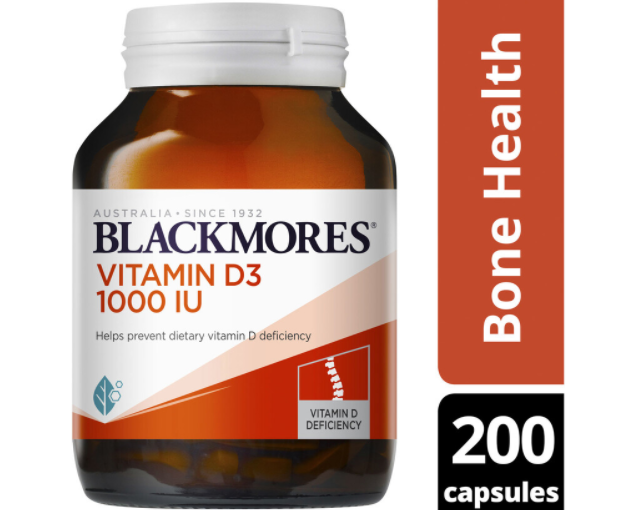 AUSTRALIA • SINCE 1932
BLACKMORES®
VITAMIN D3
1000 IU
Helps prevent dietary vitamin D deficiency
VITAMIN D
DEFICIENCY
Bone Health
200
capsules